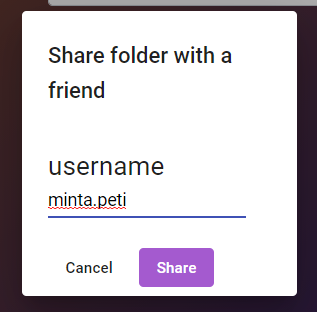 Share folder with a
friend
username
minta.peti
Cancel
Share